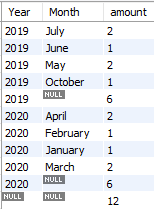 Year Month amount
2019 July 2
2019 June 1
2019 May 2
2019 October 1
2019 NULL 6
2020 April 2
2020 February 1
2020 January 1
2020 March 2
2020 NULL 6
NULL NULL 12